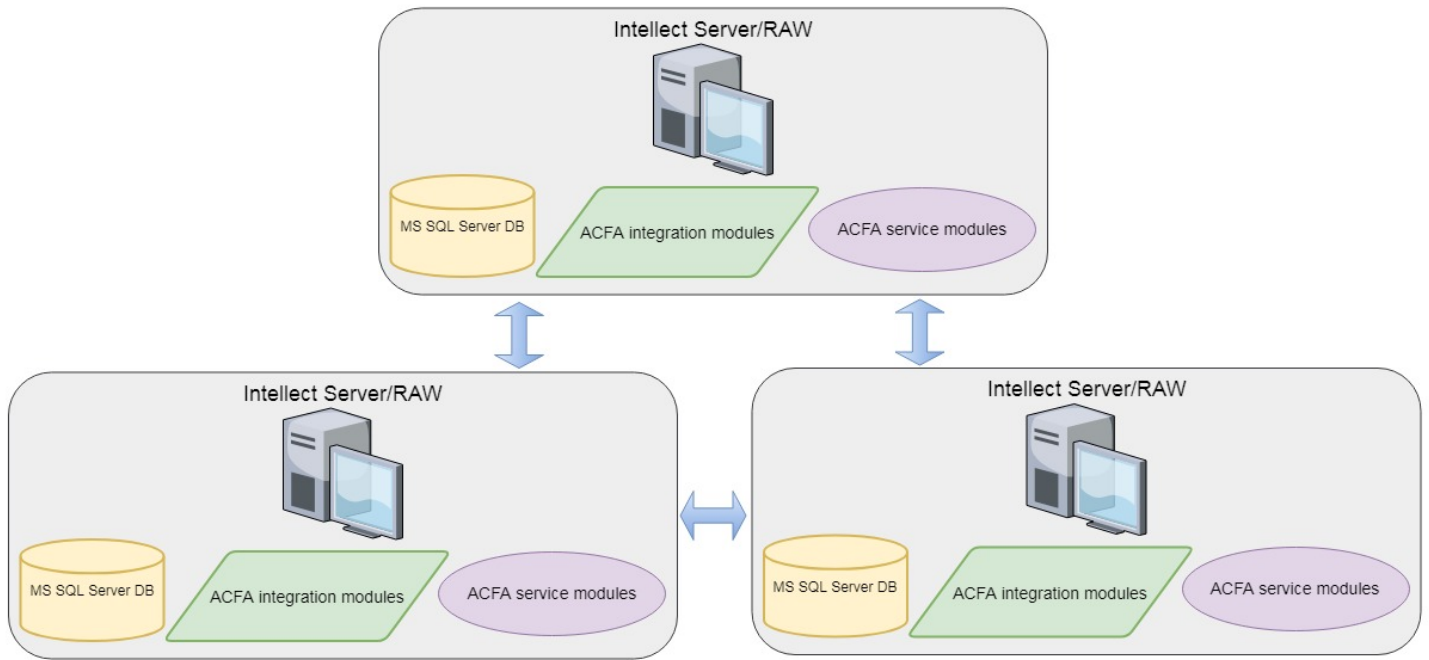 Intellect Server/RAW
MS SQL Server DB
ACFA integration modules
ACFA service modules
Intellect Server/RAW
MS SQL Server DB
ACFA integration modules
ACFA service modules
Intellect Server/RAW
MS SQL Server DB
ACFA integration modules
ACFA service modules